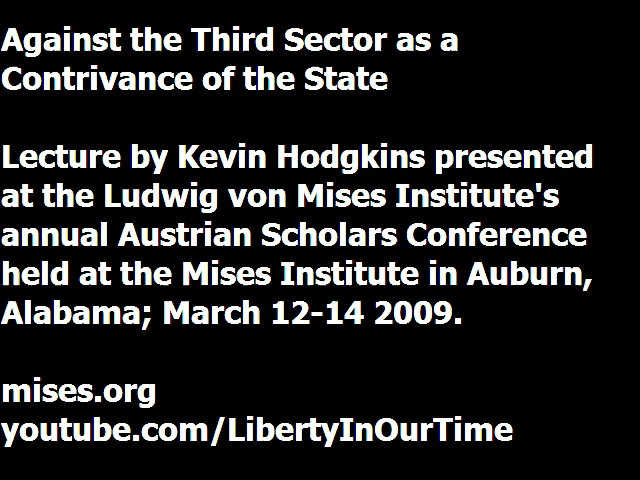 Against the Third Sector as a
Contrivance of the State
Lecture by Kevin Hodgkins presented
at the Ludwig von Mises Institute's
annual Austrian Scholars Conference
held at the Mises Institute in Auburn,
Alabama; March 12-14 2009.
mises.org
youtube.com/LibertyInOurTime